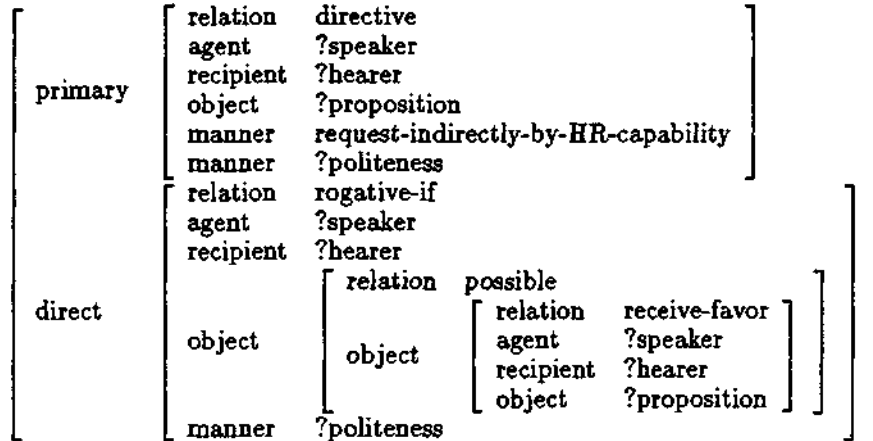 relation directive
agent ?speaker
recipient ?hearer
primary object ?proposition
manner request-indirectly-by-HR-capability
manner ?politeness
relation rogative-if
agent ?speaker
recipient ?hearer
relation possible
direct object object relation receive-favor
agent ?speaker
recipient ?hearer
object ?proposition
manner ?politeness